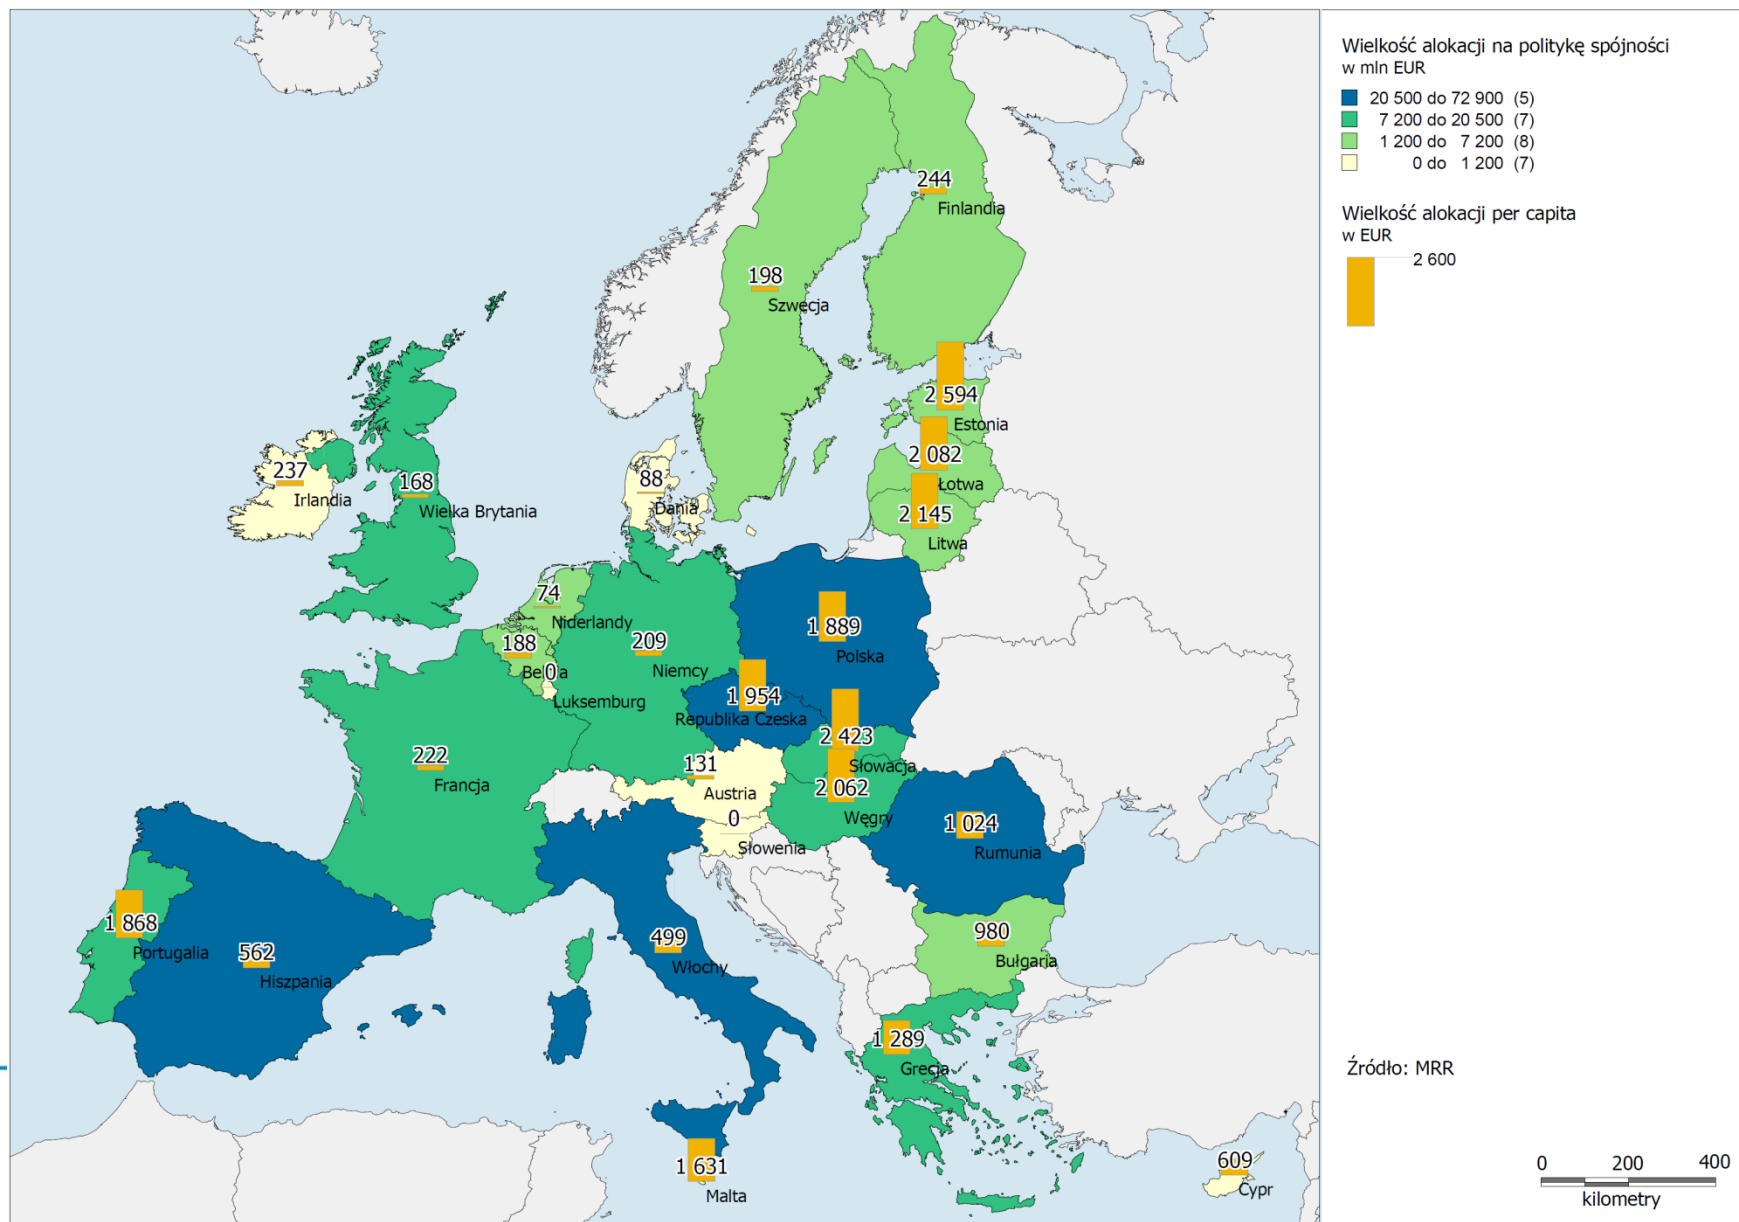 Wielkość alokacji na politykę spójności
w mln EUR
20 500 do 72 900 (5)
7 200 do 20 500 (7)
1 200 do 7 200 (8)
0 do 1 200 (7)
Wielkość alokacji per capita
w EUR
2 600
244
Finlandia
198
Szwecja
2 594
Estonia
2 082
Łotwa
2 145
Litwa
237
Irlandia
168
Wielka Brytania
88
Dania
74
Niderlandy
188
Belgia
0
Luksemburg
209
Niemcy
1 889
Polska
1 954
Republika Czeska
2 423
Słowacja
2 062
Węgry
222
Francja
131
Austria
0
Słowenia
1 024
Rumunia
1 868
Portugalia
562
Hiszpania
499
Włochy
980
Bułgaria
1 289
Grecja
1 631
Malta
609
Cypr
Źródło: MRR
0 200 400
kilometry